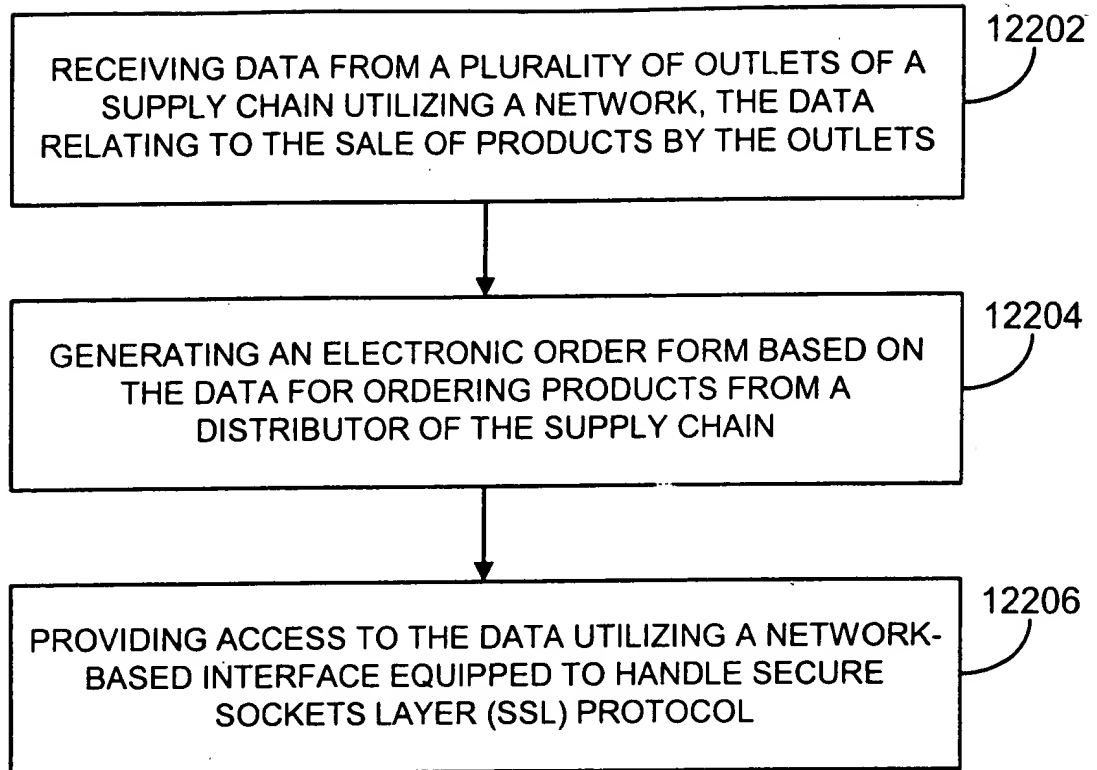 12202
RECEIVING DATA FROM A PLURALITY OF OUTLETS OF A
SUPPLY CHAIN UTILIZING A NETWORK, THE DATA
RELATING TO THE SALE OF PRODUCTS BY THE OUTLETS
12204
GENERATING AN ELECTRONIC ORDER FORM BASED ON
THE DATA FOR ORDERING PRODUCTS FROM A
DISTRIBUTOR OF THE SUPPLY CHAIN
12206
PROVIDING ACCESS TO THE DATA UTILIZING A NETWORK-
BASED INTERFACE EQUIPPED TO HANDLE SECURE
SOCKETS LAYER (SSL) PROTOCOL